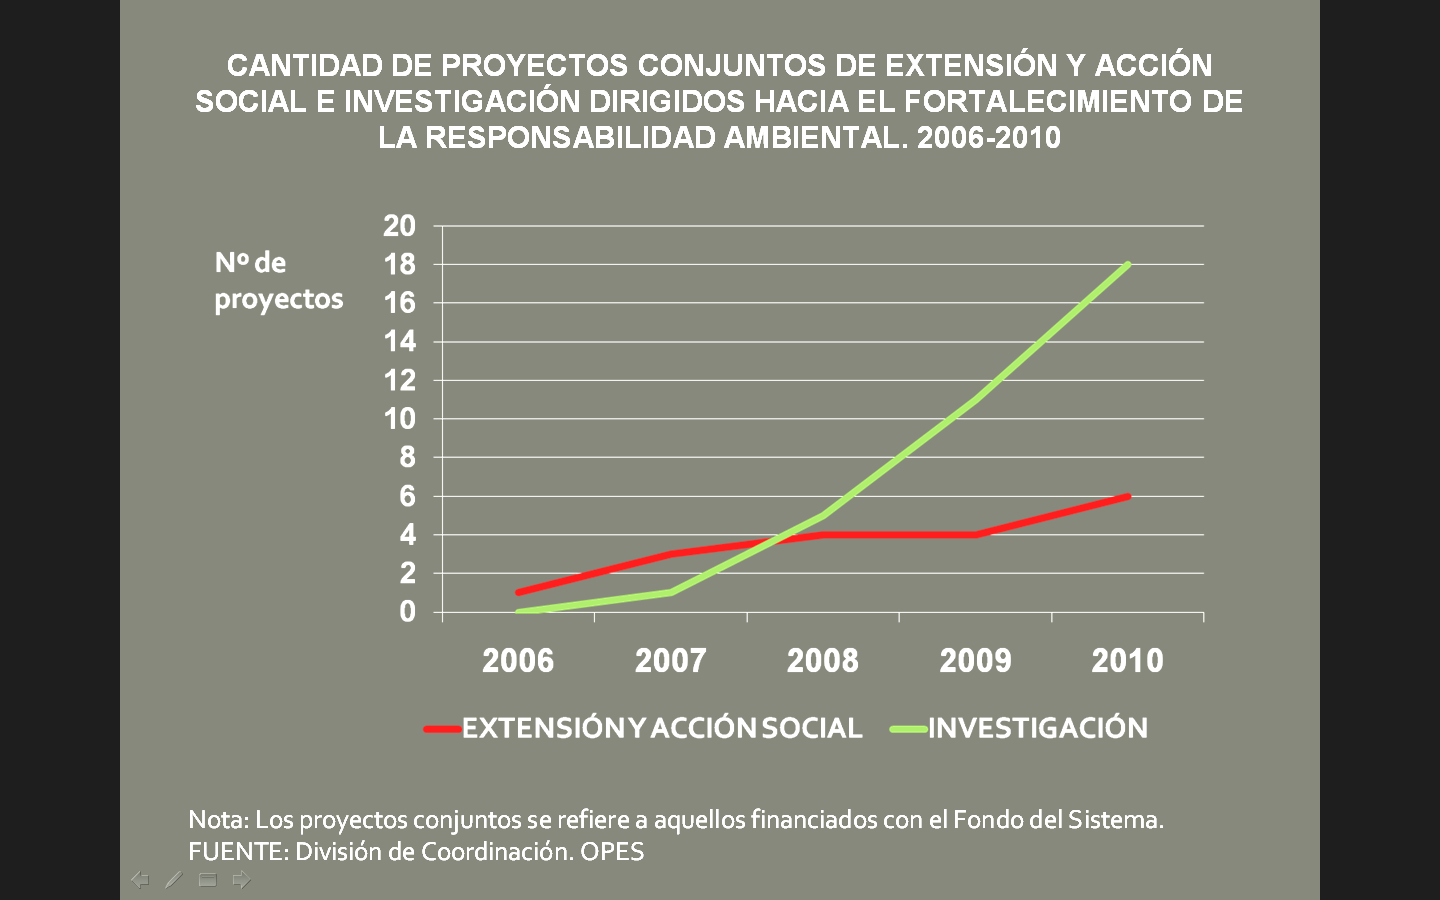 CANTIDAD DE PROYECTOS CONJUNTOS DE EXTENSIÓN Y ACCIÓN
SOCIAL E INVESTIGACIÓN DIRIGIDOS HACIA EL FORTALECIMIENTO DE
LA RESPONSABILIDAD AMBIENTAL. 2006-2010
Nº de
proyectos
20
18
16
14
12
10
8
6
4
2
0
2006 2007 2008 2009 2010
EXTENSIÓN Y ACCIÓN SOCIAL INVESTIGACIÓN
Nota: Los proyectos conjuntos se refiere a aquellos financiados con el Fondo del Sistema.
FUENTE: División de Coordinación. OPES